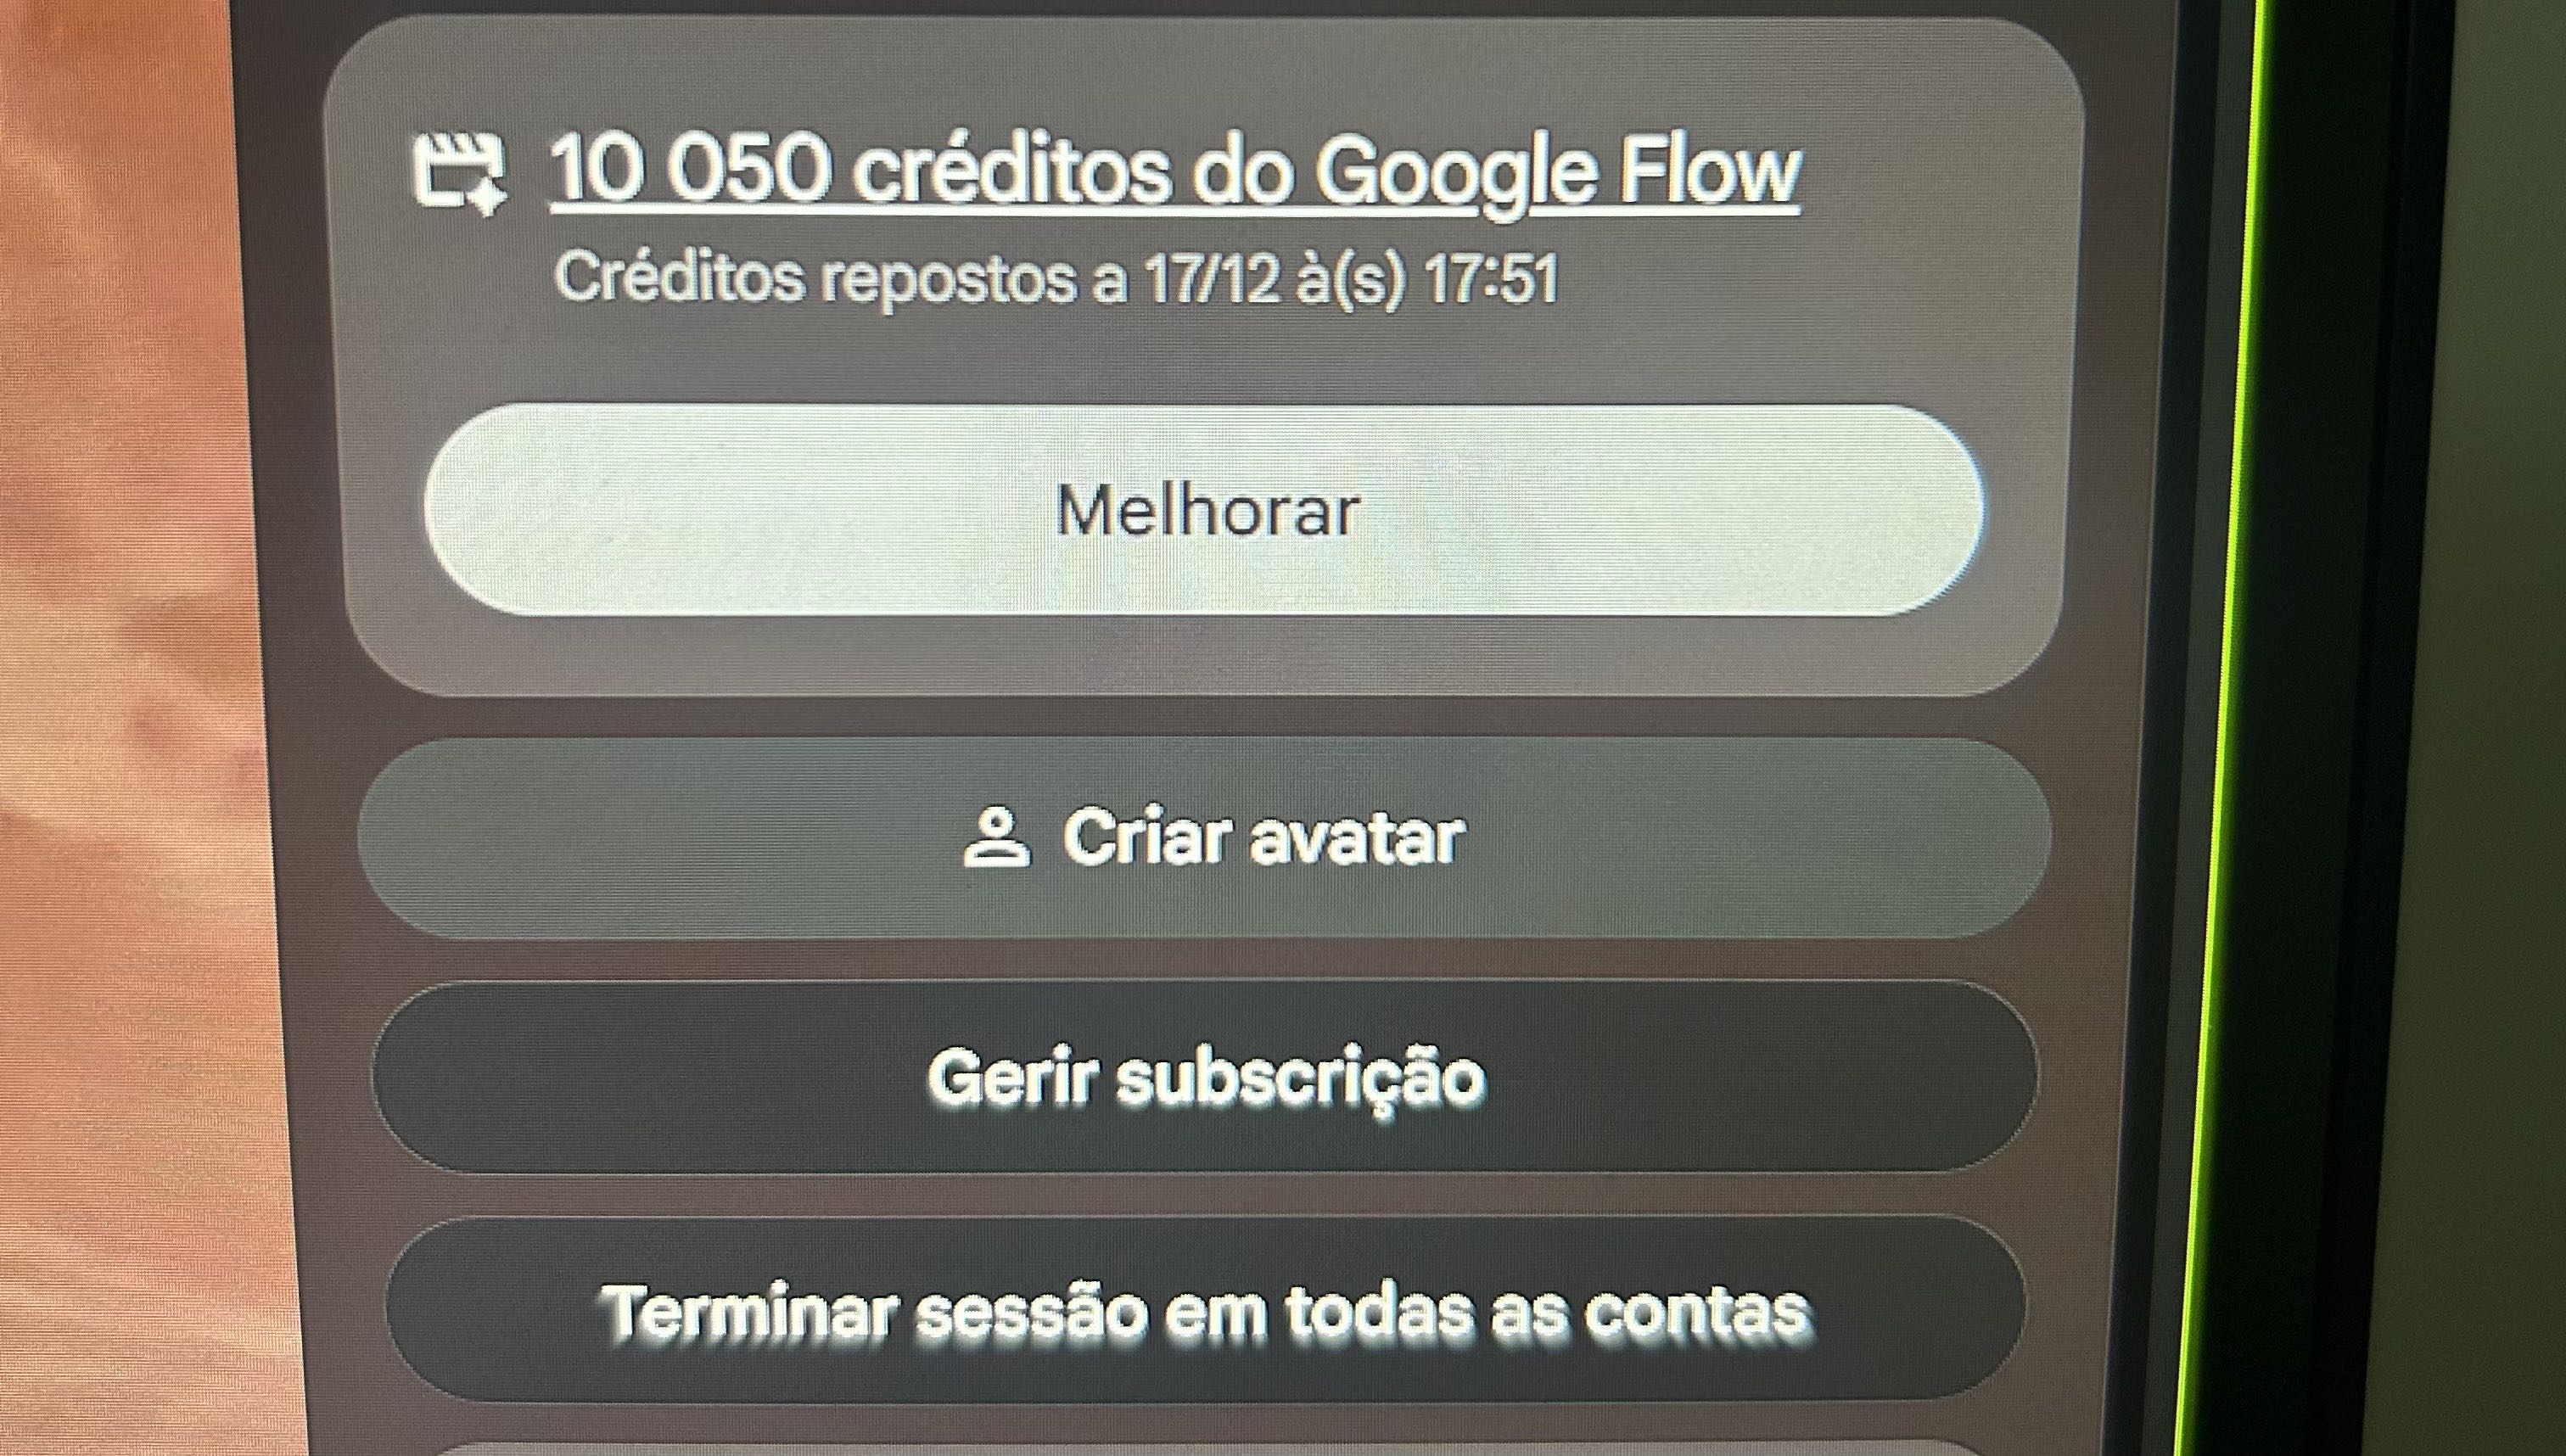 10 050 créditos do Google Flow
Créditos repostos a 17/12 à(s) 17:51
Melhorar
Criar avatar
Gerir subscrição
Terminar sessão em todas as contas